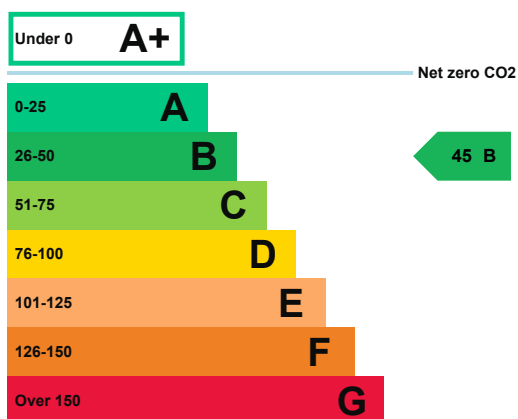 Under 0 A+
Net zero CO2
0-25 A
26-50 B
45 B
51-75 C
76-100 D
101-125 E
126-150 F
Over 150 G